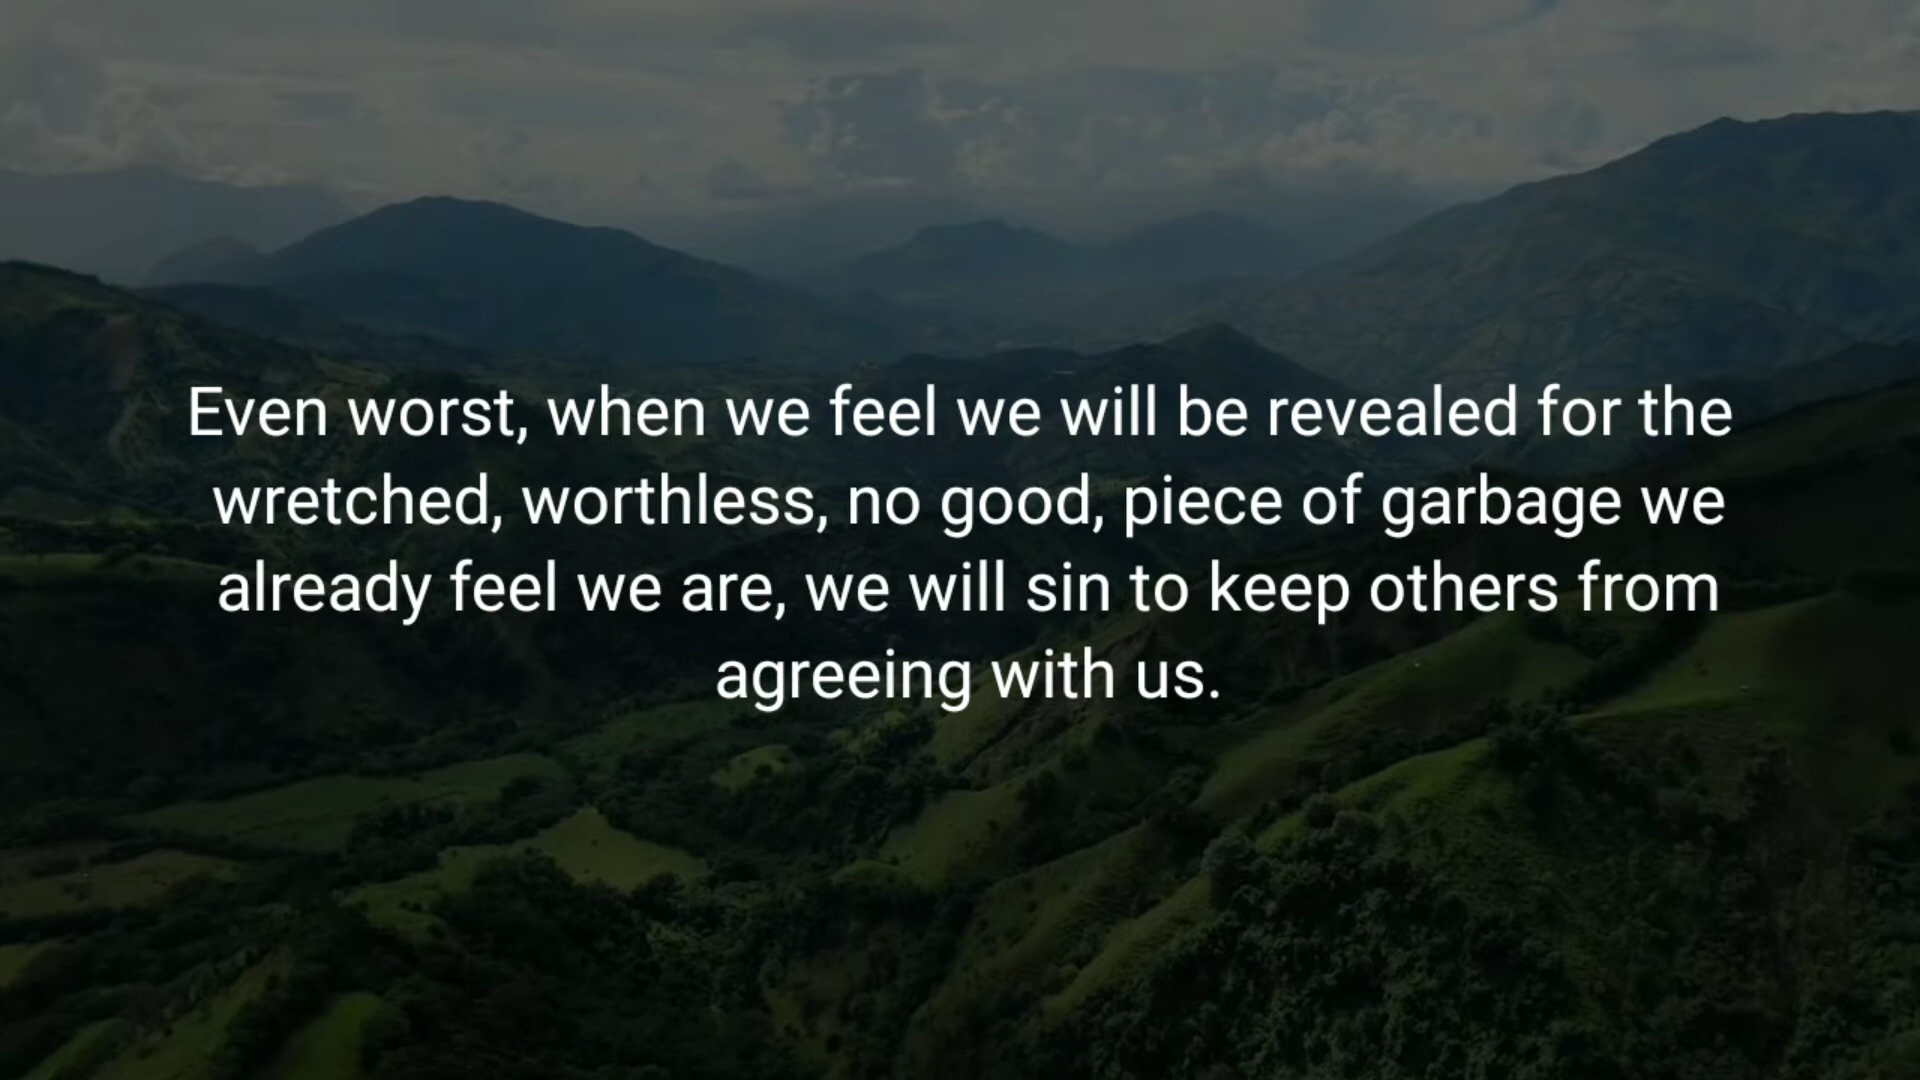 Even worst, when we feel we will be revealed for the
wretched, worthless, no good, piece of garbage we
already feel we are, we will sin to keep others from
agreeing with us.